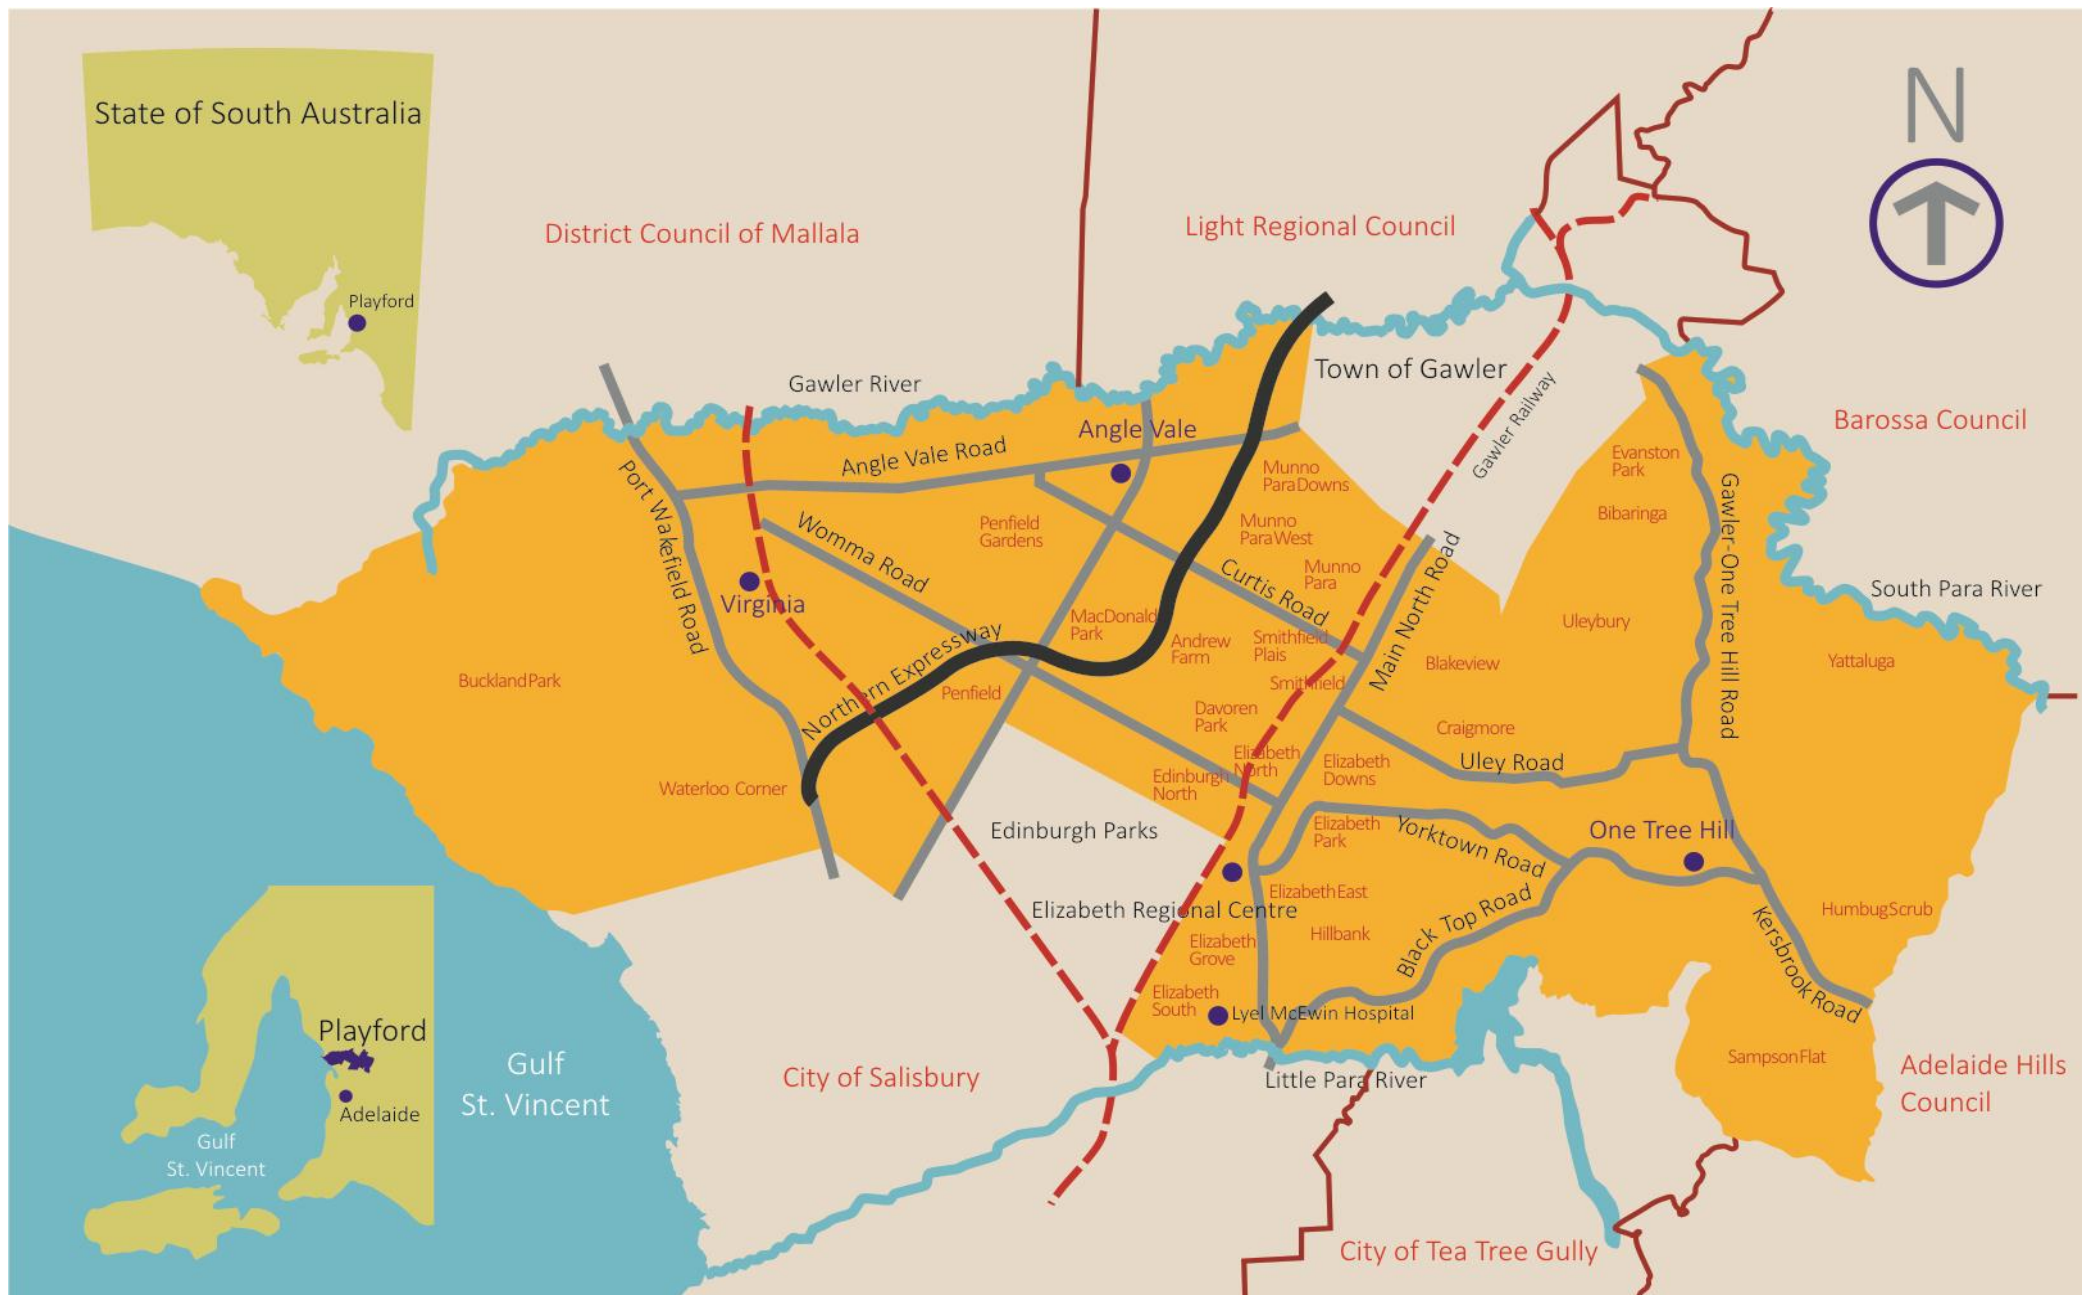 State of South Australia
Playford
N
District Council of Mallala
Light Regional Council
Gawler River
Town of Gawler
Gawler Railway
Barossa Council
Angle Vale
Angle Vale Road
Port Wakefield Road
Womma Road
Penfield
Gardens
Munno
Para Downs
Munno
Para West
Munno
Para
Evanston
Park
Bibaringa
Gawler-One Tree Hill Road
South Para River
Virginia
Curtis Road
Main North Road
MacDonald
Park
Andrew
Farm
Smithfield
Plais
Smithfield
Blakeview
Uleybury
Yattaluga
Buckland Park
Northern Expressway
Penfield
Davoren
Park
Craigmore
Uley Road
Waterloo Corner
Elizabeth
North
Edinburgh
North
Elizabeth
Downs
Edinburgh Parks
Elizabeth
Park
Yorktown Road
One Tree Hill
Elizabeth Regional Centre
Elizabeth East
Hillbank
Black Top Road
Humbug Scrub
Kersbrook Road
Elizabeth
Grove
Elizabeth
South
Lyel McEwin Hospital
Little Para River
Sampson Flat
Adelaide Hills
Council
City of Salisbury
City of Tea Tree Gully
Gulf
St. Vincent
Playford
Adelaide
Gulf
St. Vincent